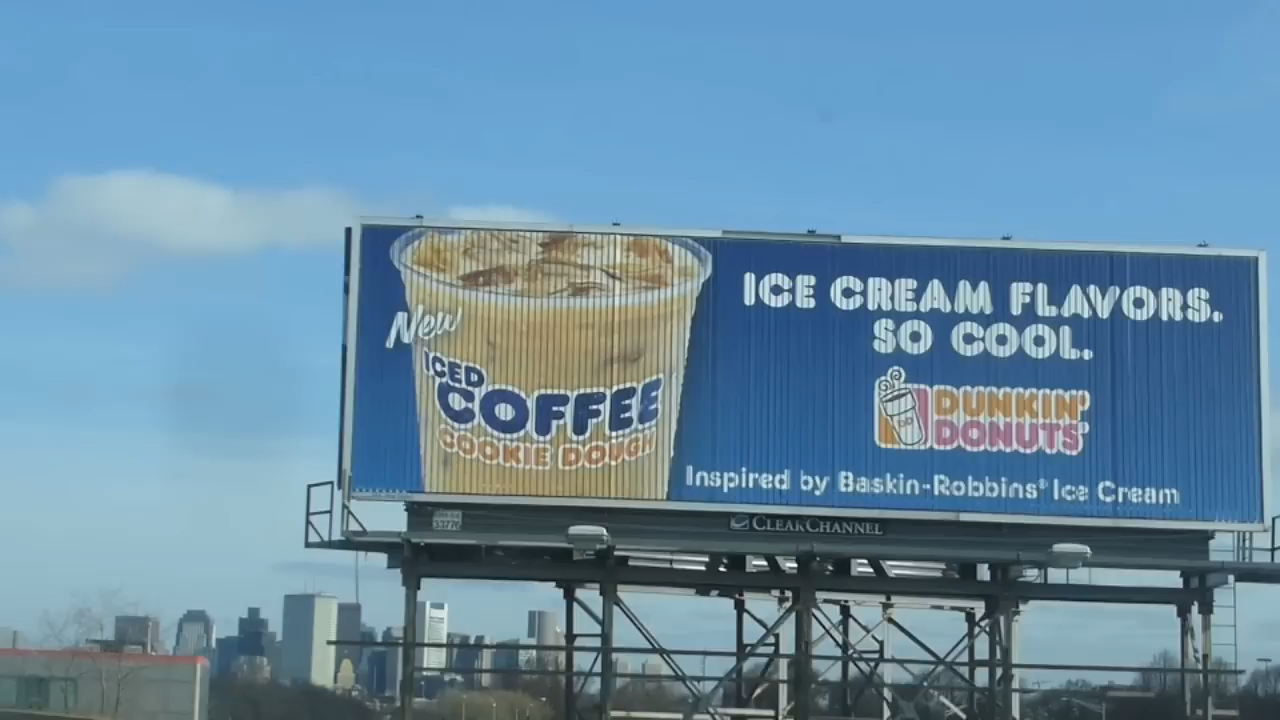 New
ICED
COFFEE
COOKIE DOUGH
ICE CREAM FLAVORS.
SO COOL.
DD
DUNKIN'
DONUTS
Inspired by Baskin-Robbins® Ice Cream
CLEARCHANNEL